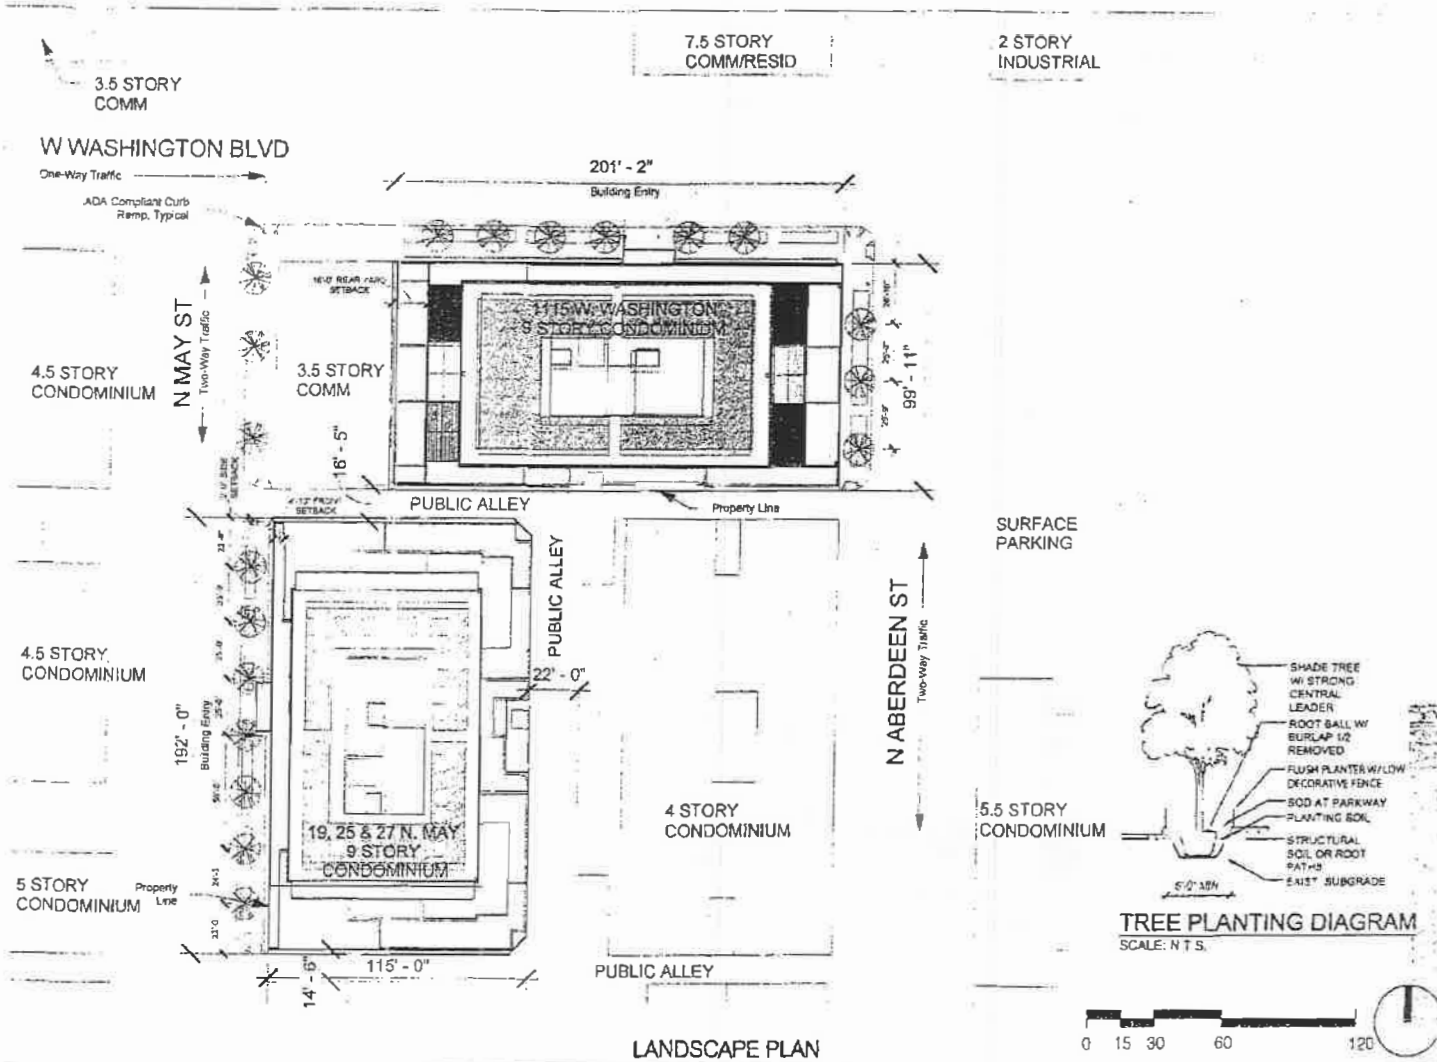 7.5 STORY
COMM/RESID
2 STORY
INDUSTRIAL
3.5 STORY
COMM
W WASHINGTON BLVD
One-Way Traffic
201' - 2"
Building Entry
ADA Compliant Curb
Ramp, Typical
REAR YARD
SETBACK
1115 W. WASHINGTON
9 STORY CONDOMINIUM
N MAY ST
Two-Way Traffic
4.5 STORY
CONDOMINIUM
3.5 STORY
COMM
99' - 11"
16' - 5"
SIDE
SETBACK
FRONT
SETBACK
PUBLIC ALLEY
Property Line
SURFACE
PARKING
PUBLIC ALLEY
22' - 0"
N ABERDEEN ST
Two-Way Traffic
4.5 STORY
CONDOMINIUM
192' - 0"
Building Entry
19, 25 & 27 N. MAY
9 STORY
CONDOMINIUM
4 STORY
CONDOMINIUM
5.5 STORY
CONDOMINIUM
5 STORY
CONDOMINIUM
Property
Line
14' - 6"
115' - 0"
PUBLIC ALLEY
SHADE TREE
W/ STRONG
CENTRAL
LEADER
ROOT BALL W/
BURLAP 1/2
REMOVED
FLUSH PLANTER W/LOW
DECORATIVE FENCE
SOD AT PARKWAY
PLANTING SOIL
STRUCTURAL
SOIL OR ROOT
PATHS
EXIST SUBGRADE
5'-0" MIN
TREE PLANTING DIAGRAM
SCALE: N T S.
0 15 30 60 120
LANDSCAPE PLAN